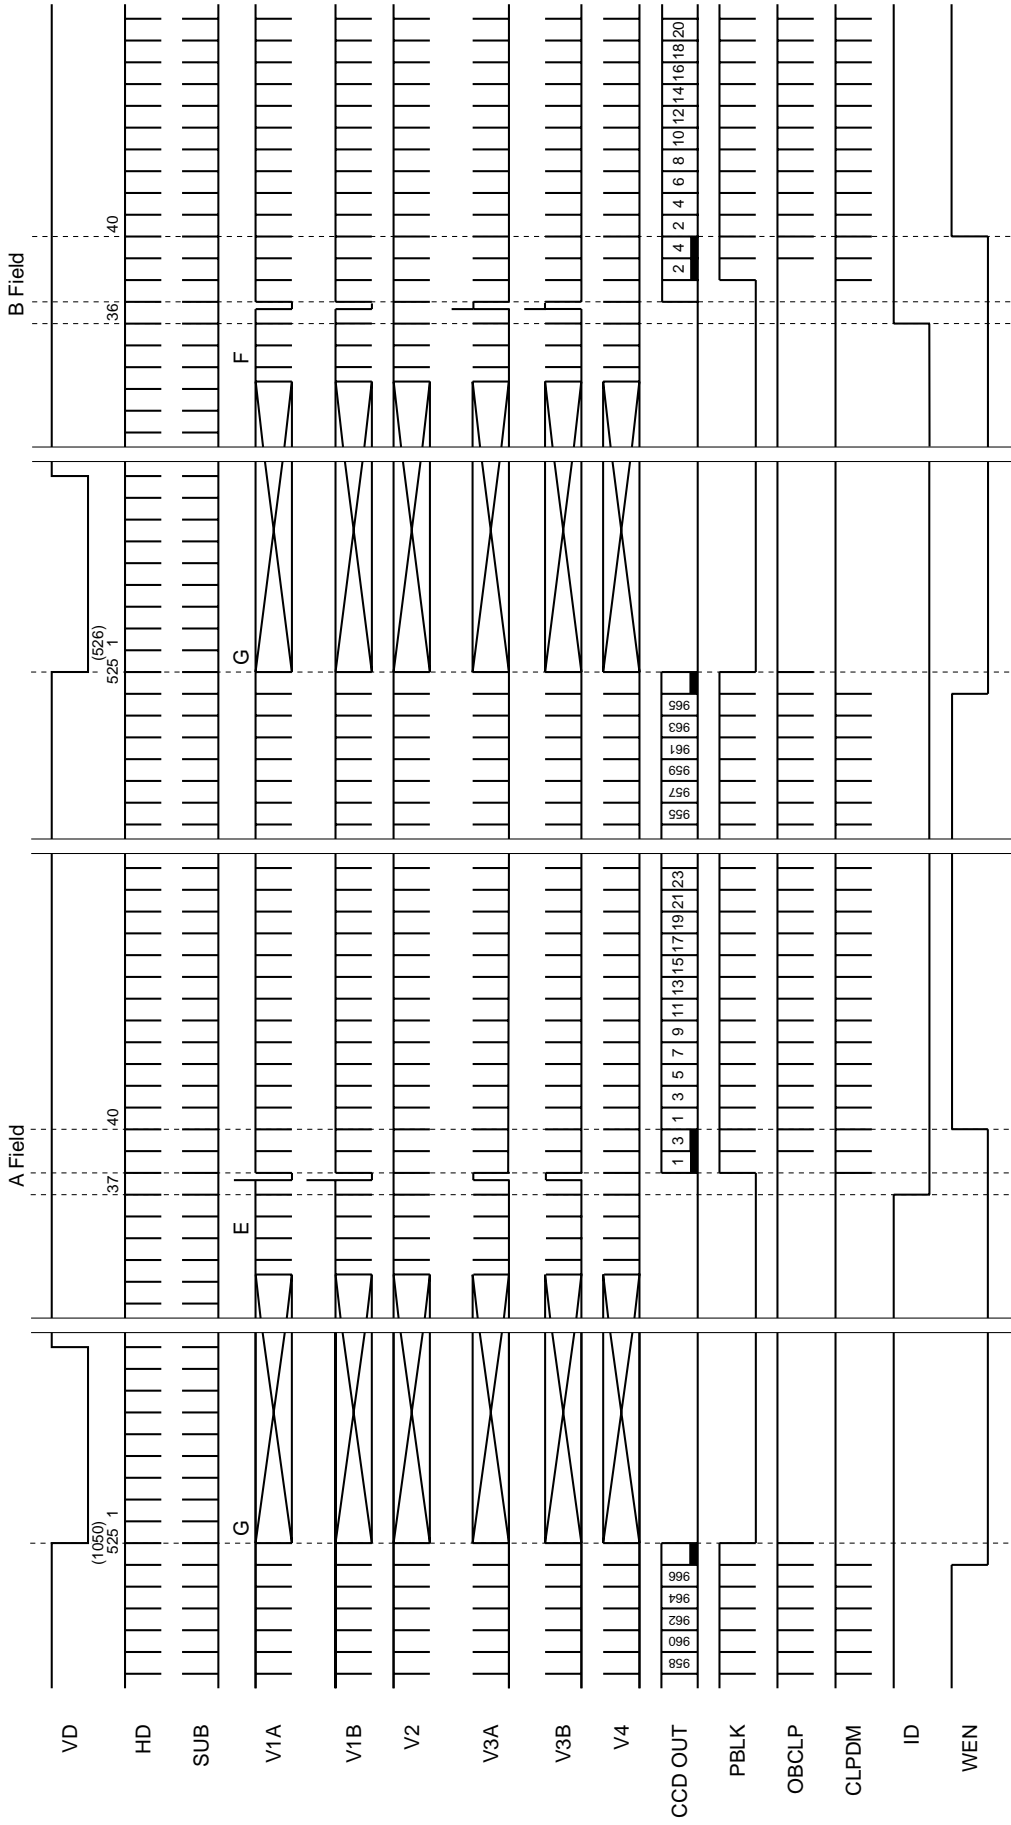 A Field B Field
VD
(1050) (526)
525 1 37 40 525 1 36 40
HD
SUB
G E G F
V1A
V1B
V2
V3A
V3B
V4
CCD OUT 958 960 962 964 966 1 3 1 3 5 7 9 11 13 15 17 19 21 23 955 957 959 961 963 965 2 4 2 4 6 8 10 12 14 16 18 20
PBLK
OBCLP
CLPDM
ID
WEN